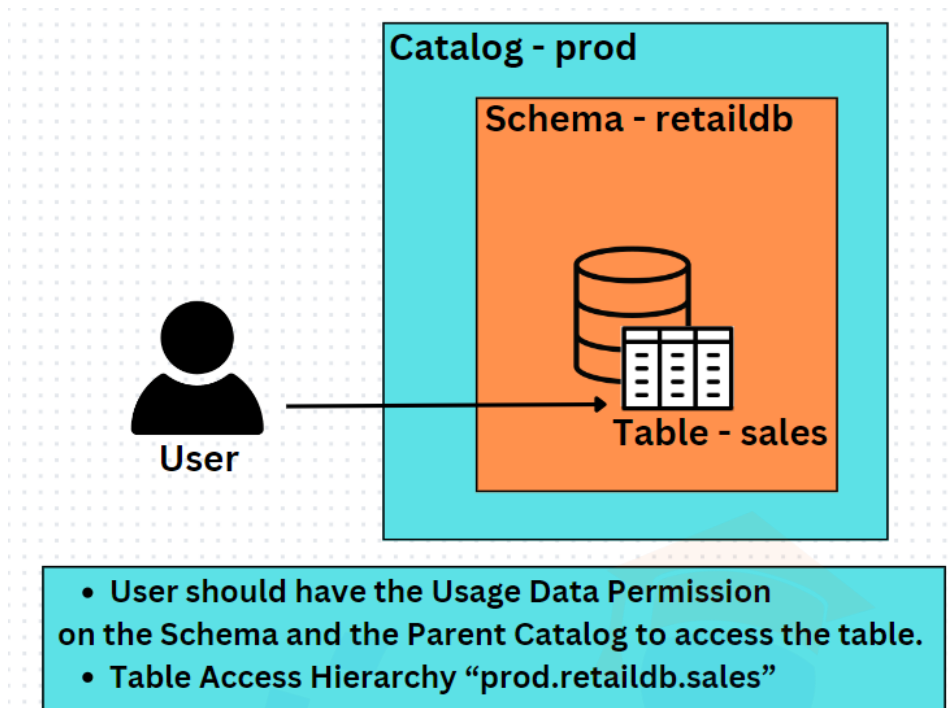 Catalog - prod
Schema - retaildb
Table - sales
User
• User should have the Usage Data Permission
on the Schema and the Parent Catalog to access the table.
• Table Access Hierarchy “prod.retaildb.sales”